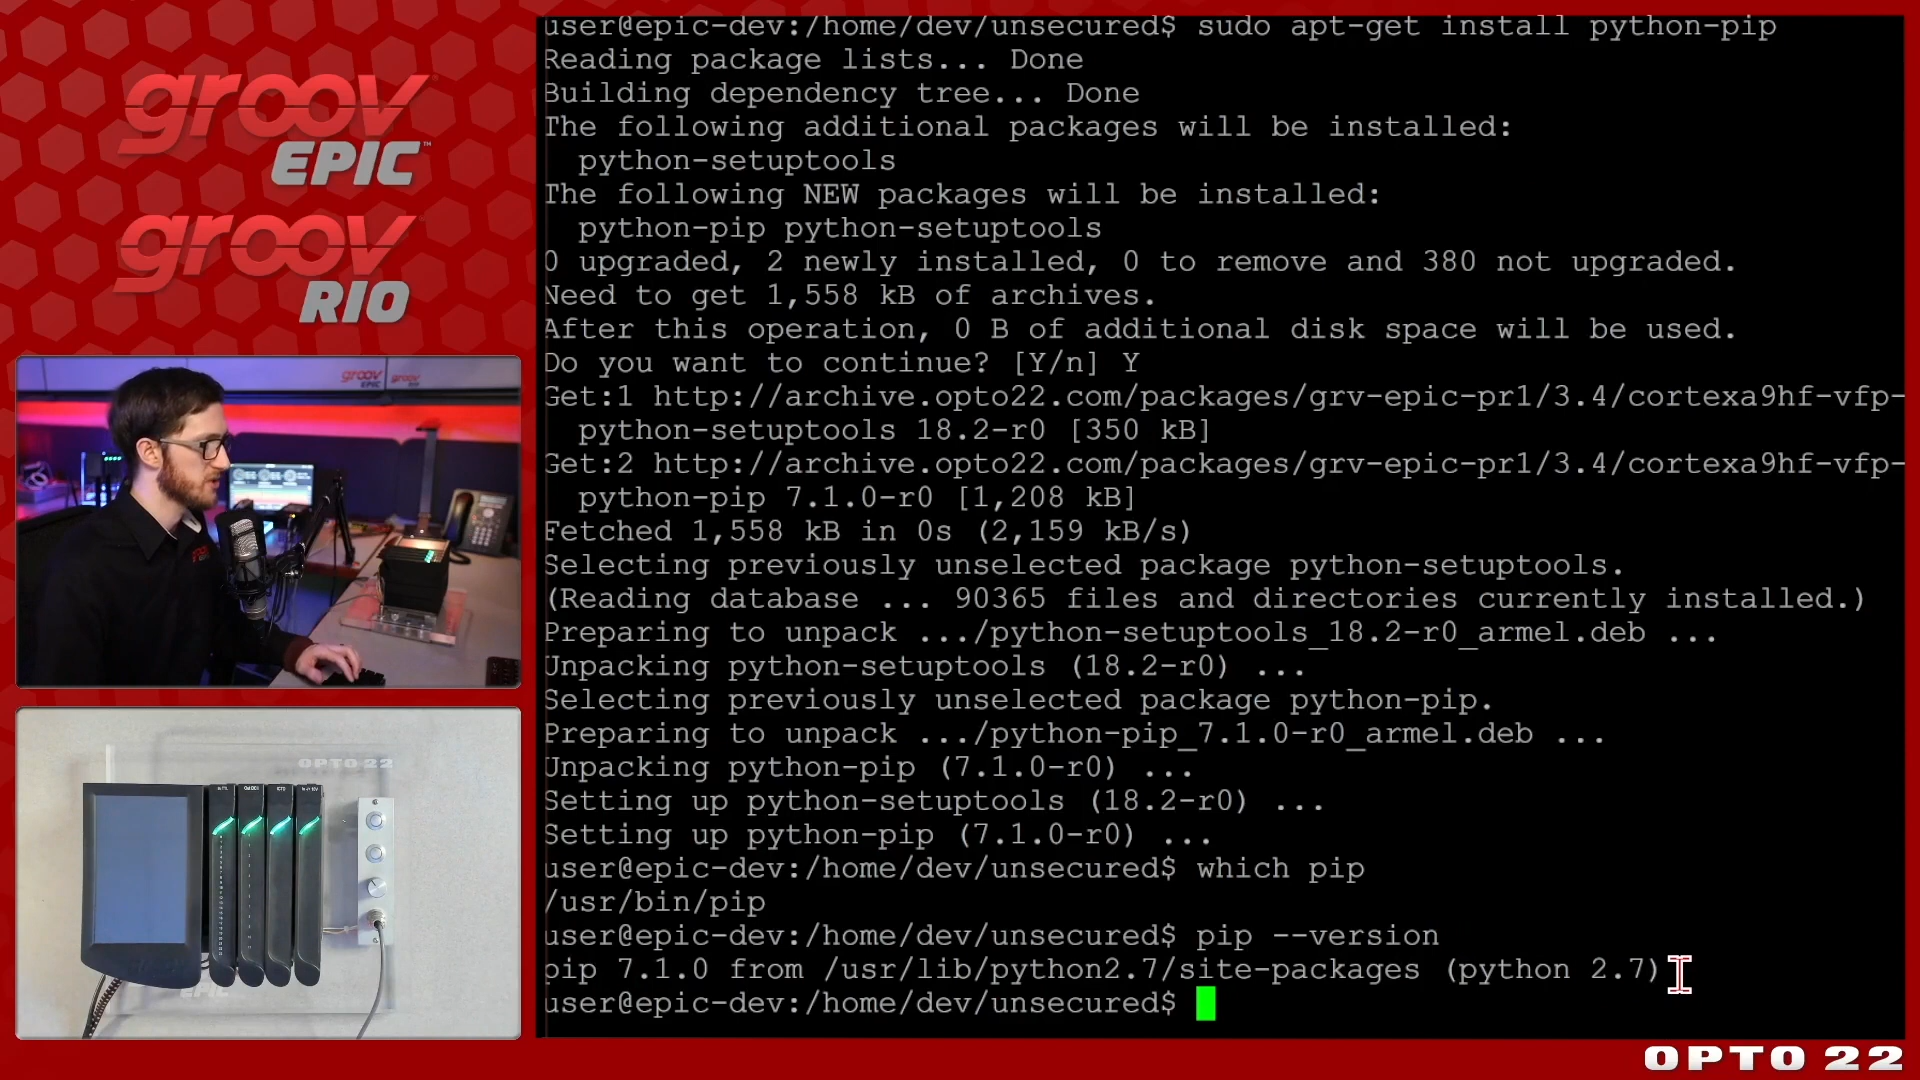 groov
EPIC™
groov
RIO
groov
EPIC
groov
OPTO 22
EPIC
user@epic-dev:/home/dev/unsecured$ sudo apt-get install python-pip
Reading package lists... Done
Building dependency tree... Done
The following additional packages will be installed:
  python-setuptools
The following NEW packages will be installed:
  python-pip python-setuptools
0 upgraded, 2 newly installed, 0 to remove and 380 not upgraded.
Need to get 1,558 kB of archives.
After this operation, 0 B of additional disk space will be used.
Do you want to continue? [Y/n] Y
Get:1 http://archive.opto22.com/packages/grv-epic-pr1/3.4/cortexa9hf-vfp-
  python-setuptools 18.2-r0 [350 kB]
Get:2 http://archive.opto22.com/packages/grv-epic-pr1/3.4/cortexa9hf-vfp-
  python-pip 7.1.0-r0 [1,208 kB]
Fetched 1,558 kB in 0s (2,159 kB/s)
Selecting previously unselected package python-setuptools.
(Reading database ... 90365 files and directories currently installed.)
Preparing to unpack .../python-setuptools_18.2-r0_armel.deb ...
Unpacking python-setuptools (18.2-r0) ...
Selecting previously unselected package python-pip.
Preparing to unpack .../python-pip_7.1.0-r0_armel.deb ...
Unpacking python-pip (7.1.0-r0) ...
Setting up python-setuptools (18.2-r0) ...
Setting up python-pip (7.1.0-r0) ...
user@epic-dev:/home/dev/unsecured$ which pip
/usr/bin/pip
user@epic-dev:/home/dev/unsecured$ pip --version
pip 7.1.0 from /usr/lib/python2.7/site-packages (python 2.7)
user@epic-dev:/home/dev/unsecured$
OPTO 22